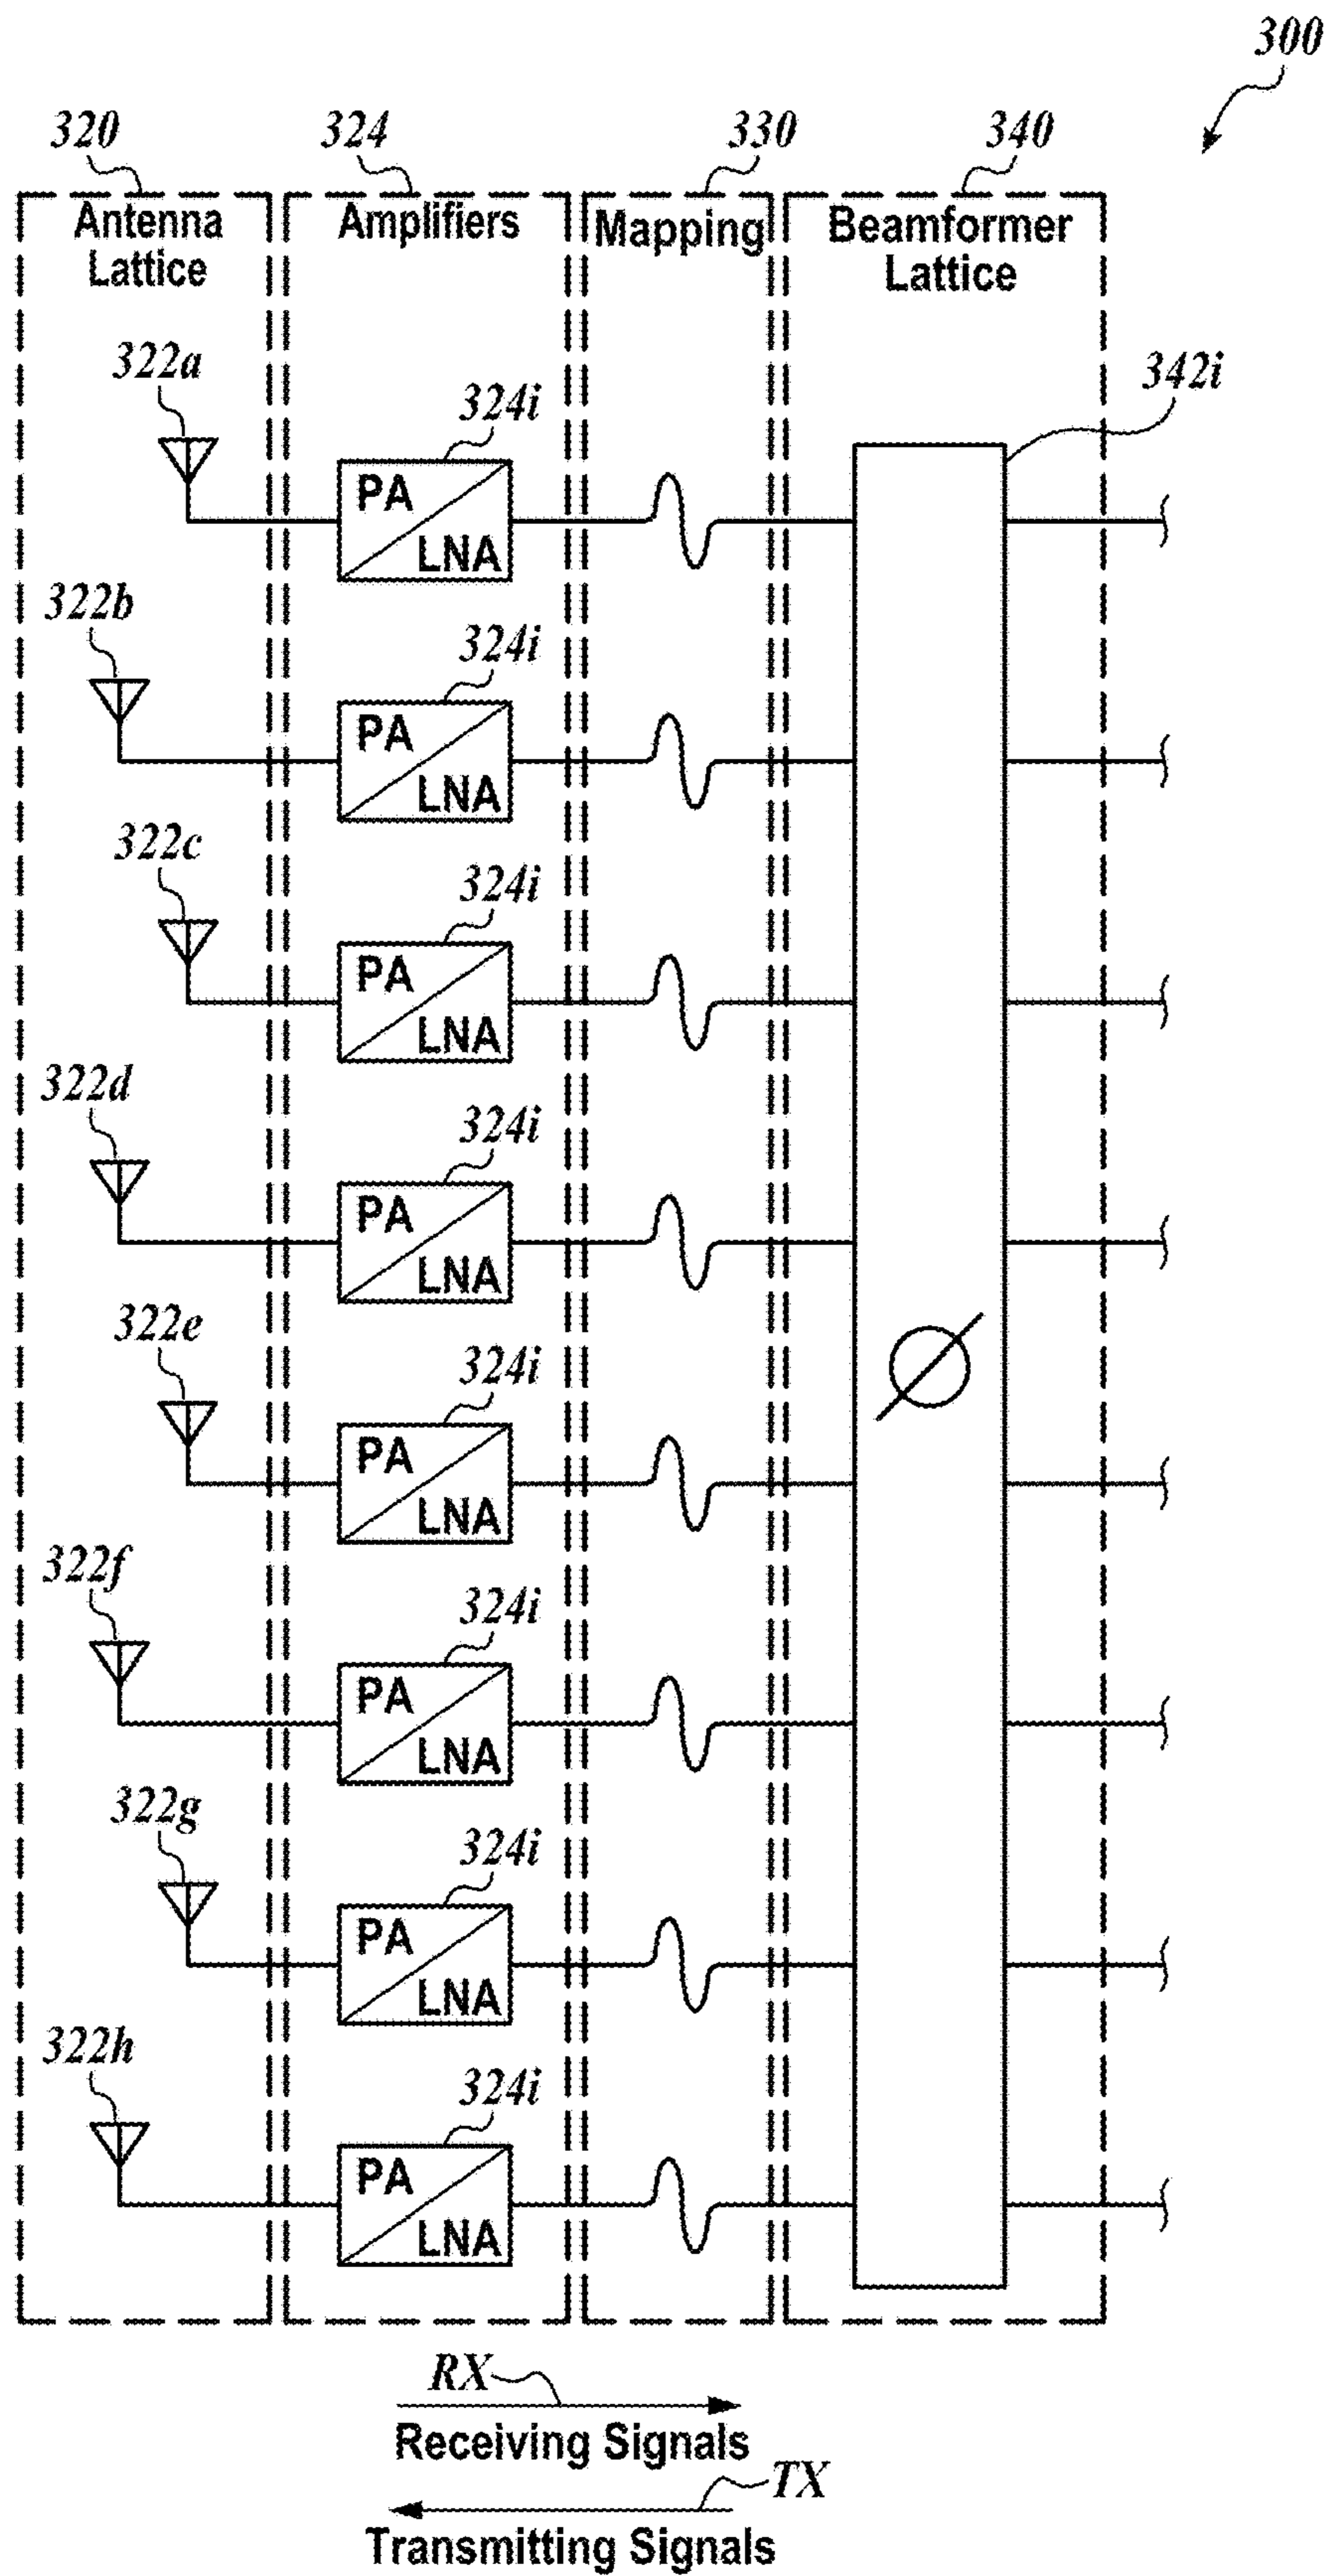 300
320
324
330
340
Antenna
Lattice
Amplifiers
Mapping
Beamformer
Lattice
322a
324i
342i
PA
LNA
322b
324i
PA
LNA
322c
324i
PA
LNA
322d
324i
PA
LNA
322e
324i
PA
LNA
322f
324i
PA
LNA
322g
324i
PA
LNA
322h
324i
PA
LNA
RX
Receiving Signals
TX
Transmitting Signals